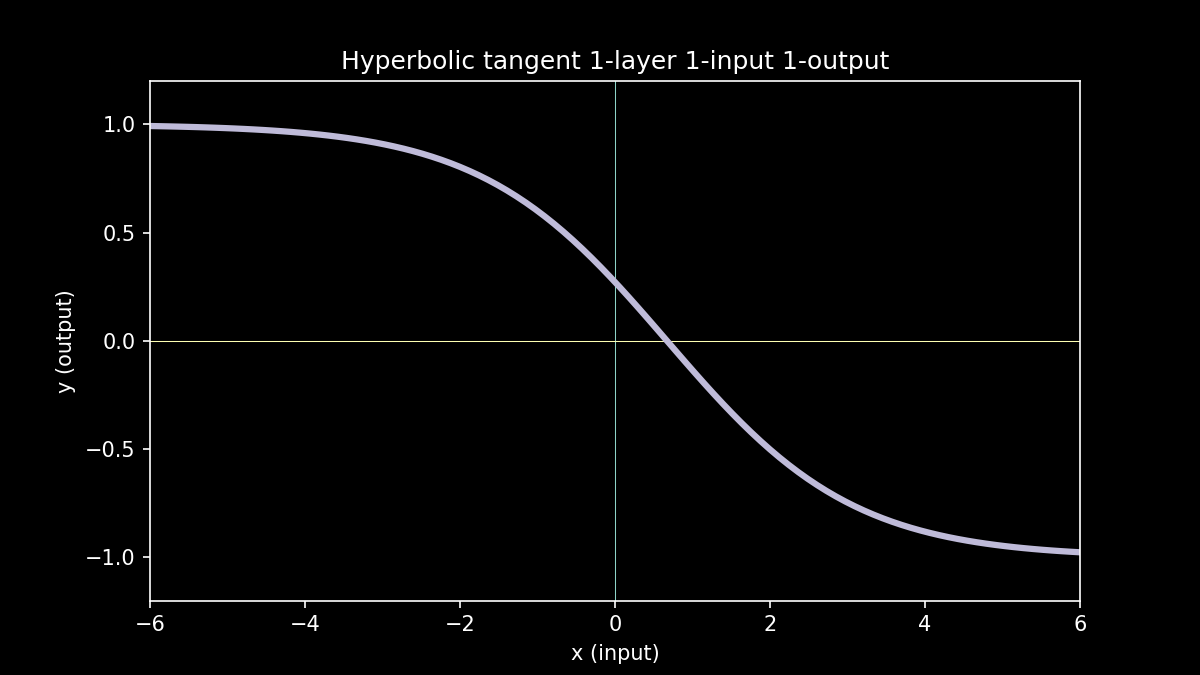 Hyperbolic tangent 1-layer 1-input 1-output
1.0
0.5
0.0
−0.5
−1.0
y (output)
−6 −4 −2 0 2 4 6
x (input)